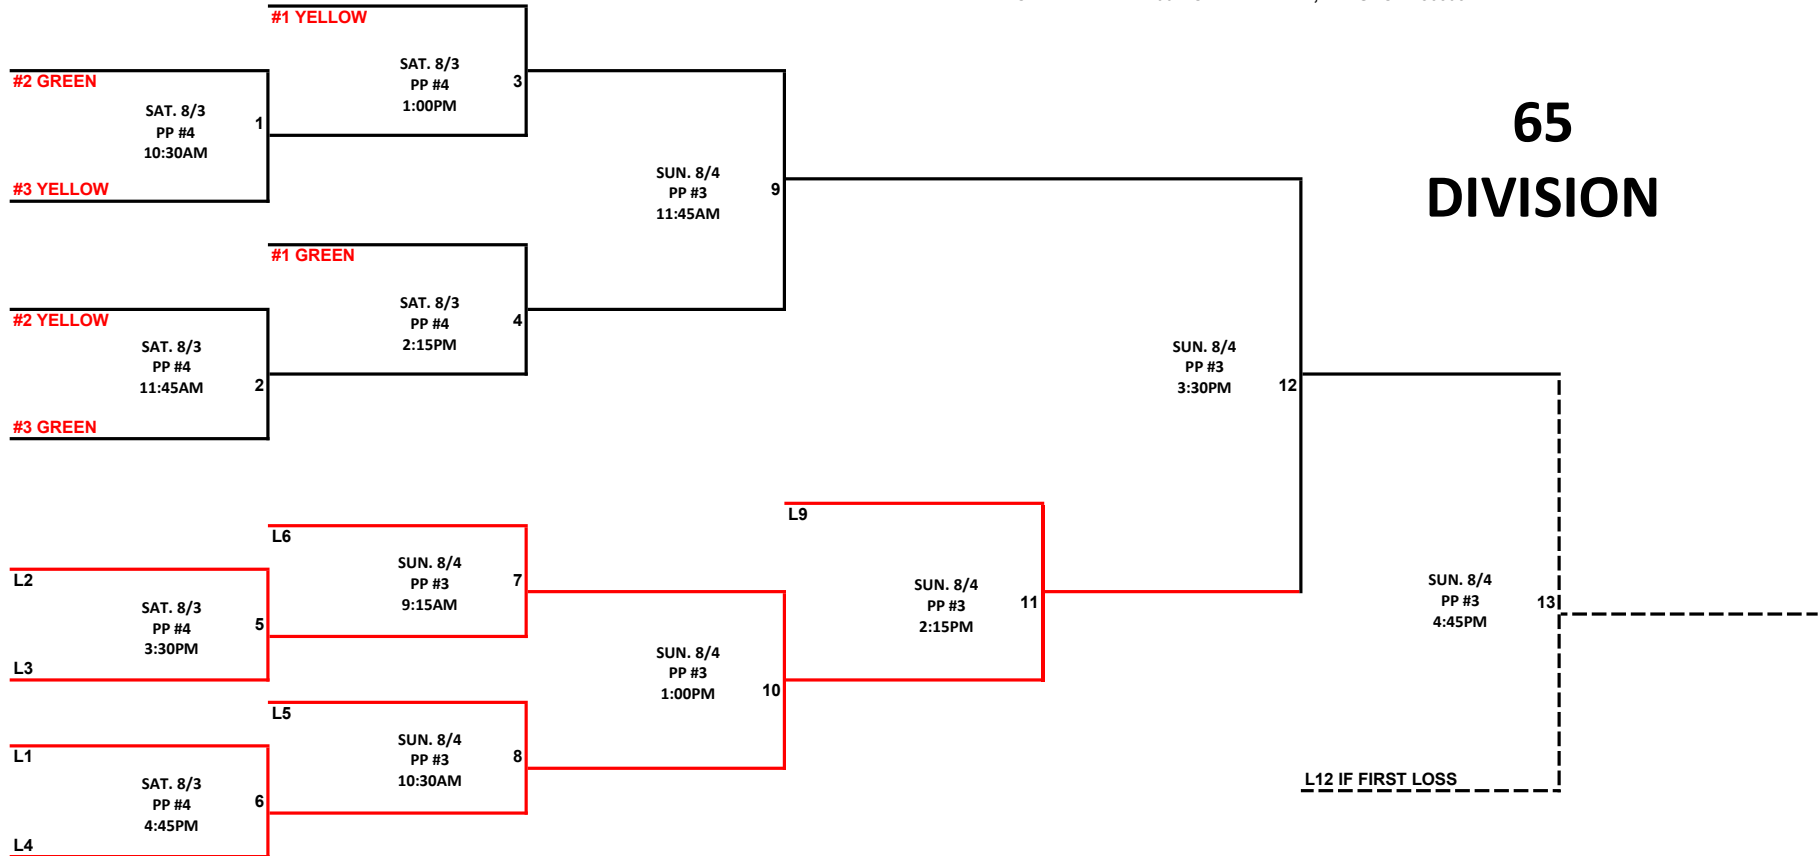 #1 YELLOW
#2 GREEN
SAT. 8/3
PP #4
1:00PM
3
SAT. 8/3
PP #4
10:30AM
1
#3 YELLOW
SUN. 8/4
PP #3
11:45AM
9
65
DIVISION
#1 GREEN
#2 YELLOW
SAT. 8/3
PP #4
2:15PM
4
SAT. 8/3
PP #4
11:45AM
2
#3 GREEN
SUN. 8/4
PP #3
3:30PM
12
L9
L6
L2
SUN. 8/4
PP #3
9:15AM
7
SAT. 8/3
PP #4
3:30PM
5
L3
SUN. 8/4
PP #3
2:15PM
11
SUN. 8/4
PP #3
4:45PM
13
SUN. 8/4
PP #3
1:00PM
10
L5
L1
SUN. 8/4
PP #3
10:30AM
8
SAT. 8/3
PP #4
4:45PM
6
L4
L12 IF FIRST LOSS